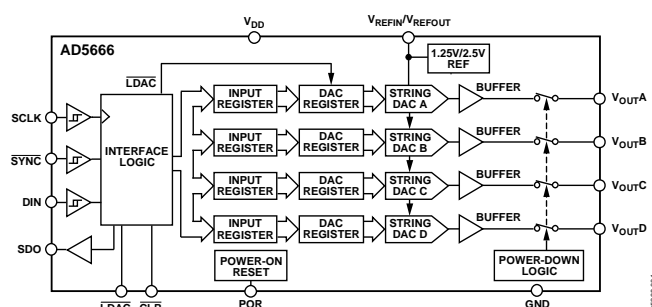 VDD
VREFIN/VREFOUT
AD5666
1.25V/2.5V
REF
LDAC
INPUT
REGISTER
DAC
REGISTER
STRING
DAC A
BUFFER
VOUTA
SCLK
SYNC
INTERFACE
LOGIC
INPUT
REGISTER
DAC
REGISTER
STRING
DAC B
BUFFER
VOUTB
DIN
INPUT
REGISTER
DAC
REGISTER
STRING
DAC C
BUFFER
VOUTC
SDO
INPUT
REGISTER
DAC
REGISTER
STRING
DAC D
BUFFER
VOUTD
POWER-ON
RESET
POWER-DOWN
LOGIC
LDAC
CLR
POR
GND